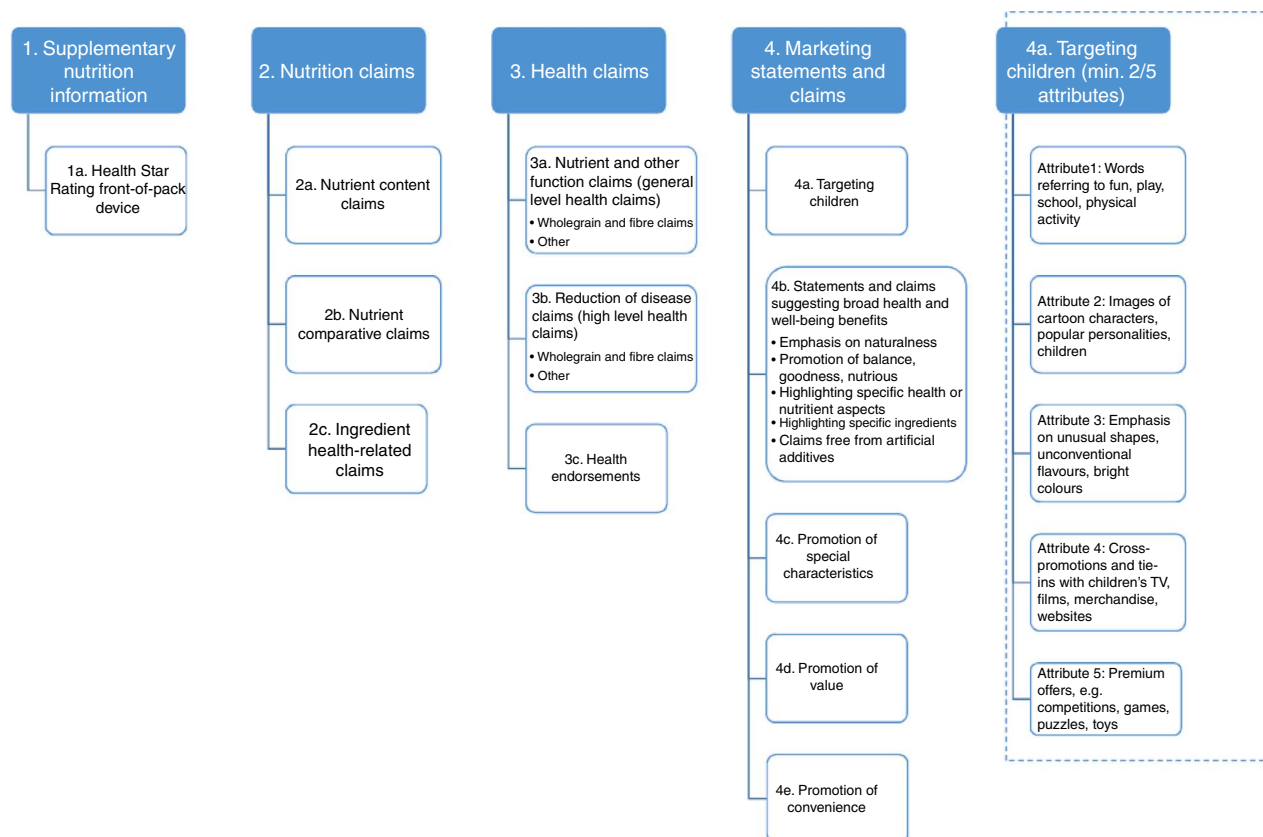 1. Supplementary
nutrition
information
1a. Health Star
Rating front-of-pack
device
2. Nutrition claims
2a. Nutrient content
claims
2b. Nutrient
comparative claims
2c. Ingredient
health-related
claims
3. Health claims
3a. Nutrient and other
function claims (general
level health claims)
• Wholegrain and fibre claims
• Other
3b. Reduction of disease
claims (high level health
claims)
• Wholegrain and fibre claims
• Other
3c. Health
endorsements
4. Marketing
statements and
claims
4a. Targeting
children
4b. Statements and claims
suggesting broad health and
well-being benefits
• Emphasis on naturalness
• Promotion of balance,
goodness, nutrious
• Highlighting specific health or
nutritient aspects
• Highlighting specific ingredients
• Claims free from artificial
additives
4c. Promotion of
special
characteristics
4d. Promotion of
value
4e. Promotion of
convenience
4a. Targeting
children (min. 2/5
attributes)
Attribute1: Words
referring to fun, play,
school, physical
activity
Attribute 2: Images of
cartoon characters,
popular personalities,
children
Attribute 3: Emphasis
on unusual shapes,
unconventional
flavours, bright
colours
Attribute 4: Cross-
promotions and tie-
ins with children's TV,
films, merchandise,
websites
Attribute 5: Premium
offers, e.g.
competitions, games,
puzzles, toys